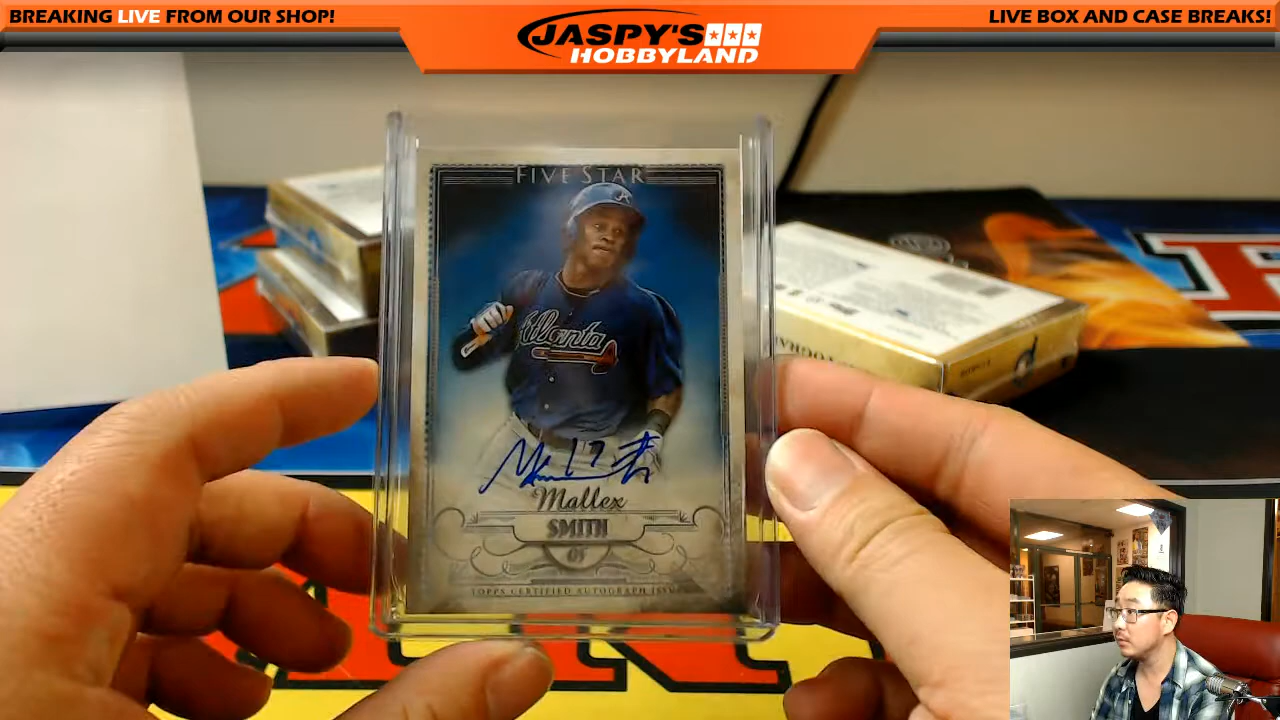 BREAKING LIVE FROM OUR SHOP!
JASPY'S
HOBBYLAND
LIVE BOX AND CASE BREAKS!
FIVE STAR
Atlanta
Mallex
SMITH
OF
TOPPS CERTIFIED AUTOGRAPH ISSUE